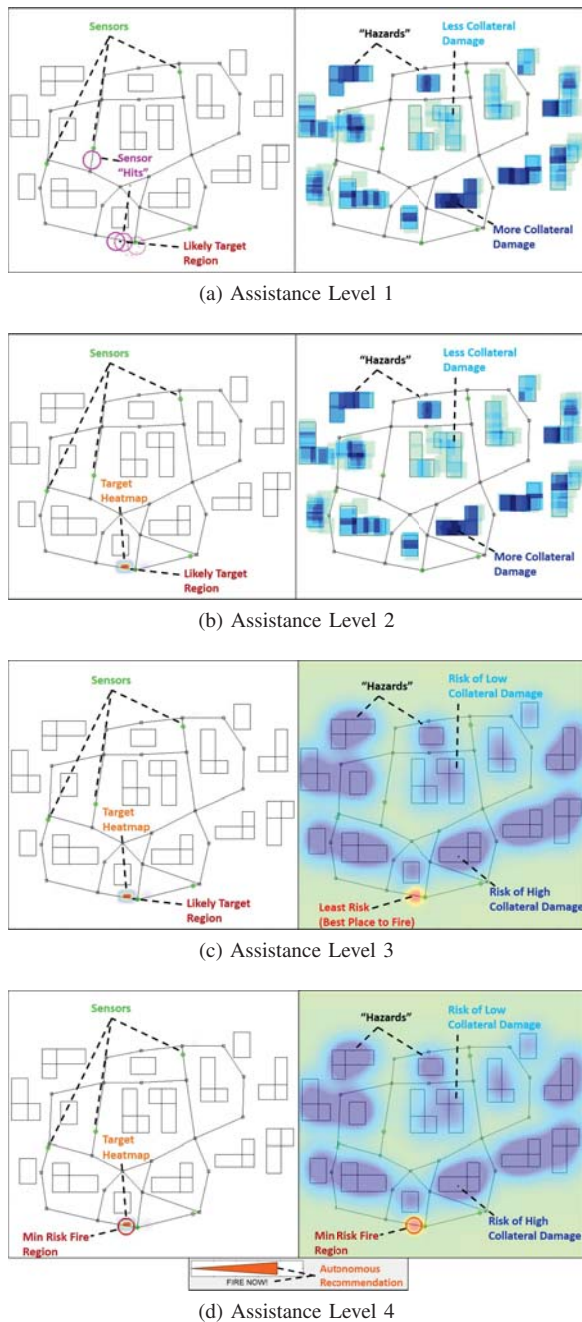 Sensors
"Hazards"
Less Collateral
Damage
Sensor
"Hits"
Likely Target
Region
More Collateral
Damage
(a) Assistance Level 1
Sensors
"Hazards"
Less Collateral
Damage
Target
Heatmap
Likely Target
Region
More Collateral
Damage
(b) Assistance Level 2
Sensors
"Hazards"
Risk of Low
Collateral Damage
Target
Heatmap
Likely Target
Region
Least Risk
(Best Place to Fire)
Risk of High
Collateral Damage
(c) Assistance Level 3
Sensors
"Hazards"
Risk of Low
Collateral Damage
Target
Heatmap
Min Risk Fire
Region
Min Risk Fire
Region
Risk of High
Collateral Damage
FIRE NOW!
Autonomous
Recommendation
(d) Assistance Level 4